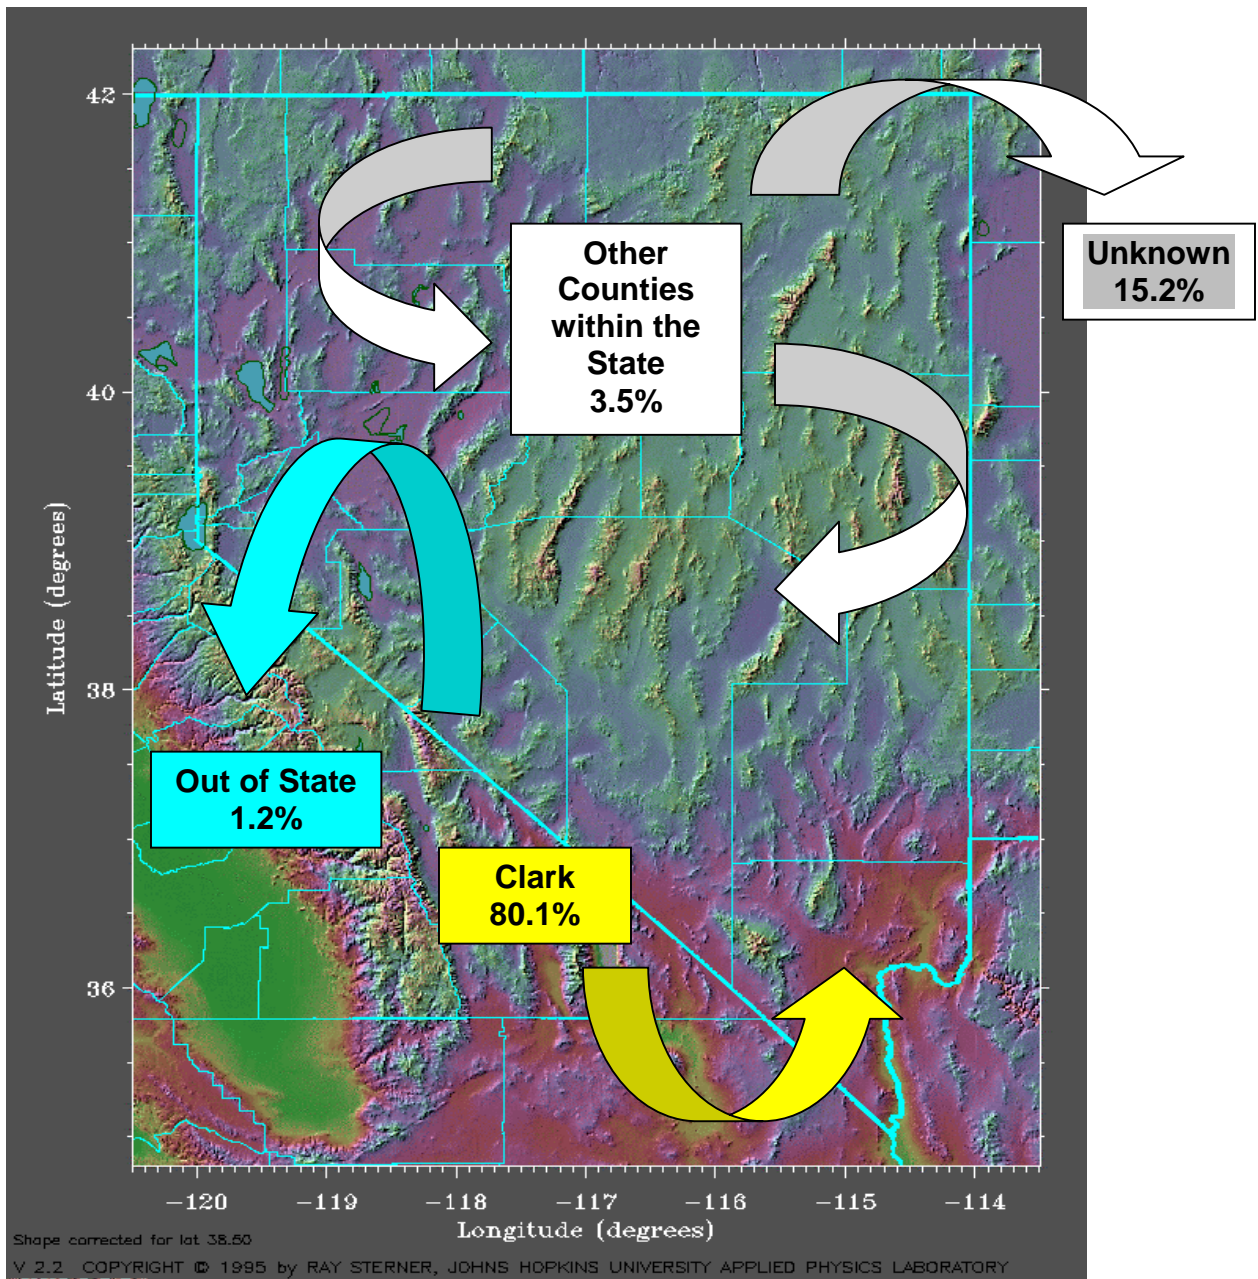 42
40
38
36
Latitude (degrees)
Unknown
15.2%
Other
Counties
within the
State
3.5%
Out of State
1.2%
Clark
80.1%
-120
-119
-118
-117
-116
-115
-114
Longitude (degrees)
Shape corrected for lat 38.50
V 2.2 COPYRIGHT © 1995 by RAY STERNER, JOHNS HOPKINS UNIVERSITY APPLIED PHYSICS LABORATORY